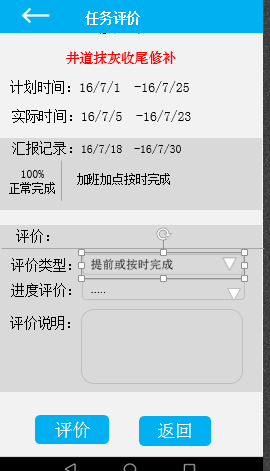 任务评价
井道抹灰收尾修补
计划时间：16/7/1 -16/7/25
实际时间：16/7/5 -16/7/23
汇报记录：16/7/18 -16/7/30
100%
正常完成
加班加点按时完成
评价：
评价类型：提前或按时完成
进度评价：.....
评价说明：
评价 返回